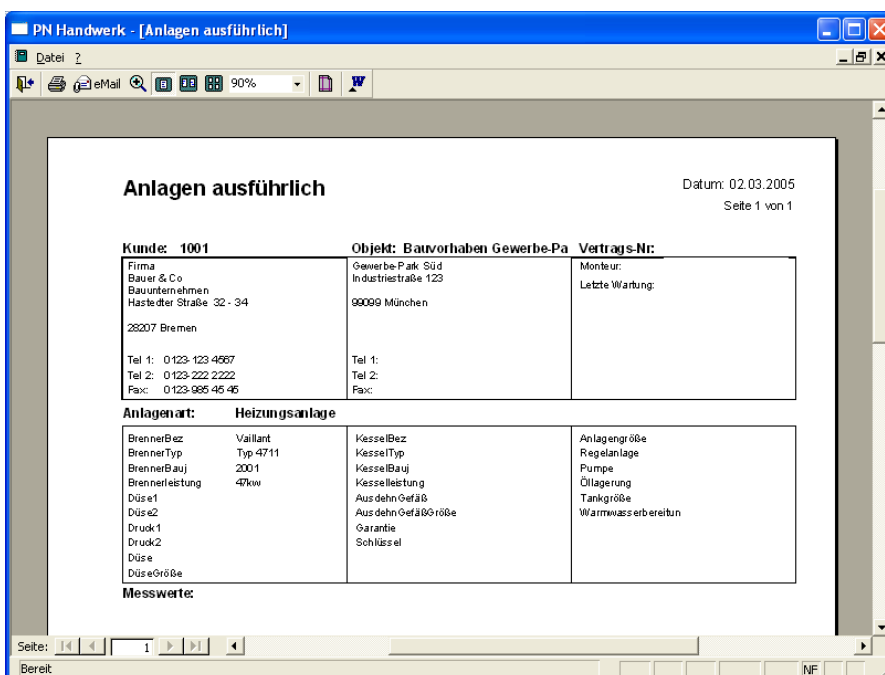 PN Handwerk - [Anlagen ausführlich]
Datei ?
eMail 90% W
Anlagen ausführlich
Datum: 02.03.2005
Seite 1 von 1
Kunde: 1001 Objekt: Bauvorhaben Gewerbe-Pa Vertrags-Nr:
Firma Gewerbe-Park Süd Monteur:
Bauer & Co Industriestraße 123
Bauunternehmen Letzte Wartung:
Hastedter Straße 32 - 34 99099 München
28207 Bremen
Tel 1: 0123-123 4567 Tel 1:
Tel 2: 0123-222 2222 Tel 2:
Fax: 0123-985 45 45 Fax:
Anlagenart: Heizungsanlage
BrennerBez Vaillant KesselBez Anlagengröße
BrennerTyp Typ 4711 KesselTyp Regelanlage
BrennerBauj 2001 KesselBauj Pumpe
Brennerleistung 47kw Kesselleistung Öllagerung
Düse1 AusdehnGefäß Tankgröße
Düse2 AusdehnGefäßGröße Warmwasserbereitun
Druck1 Garantie
Druck2 Schlüssel
Düse
DüseGröße
Messwerte:
Seite: 1
Bereit NF